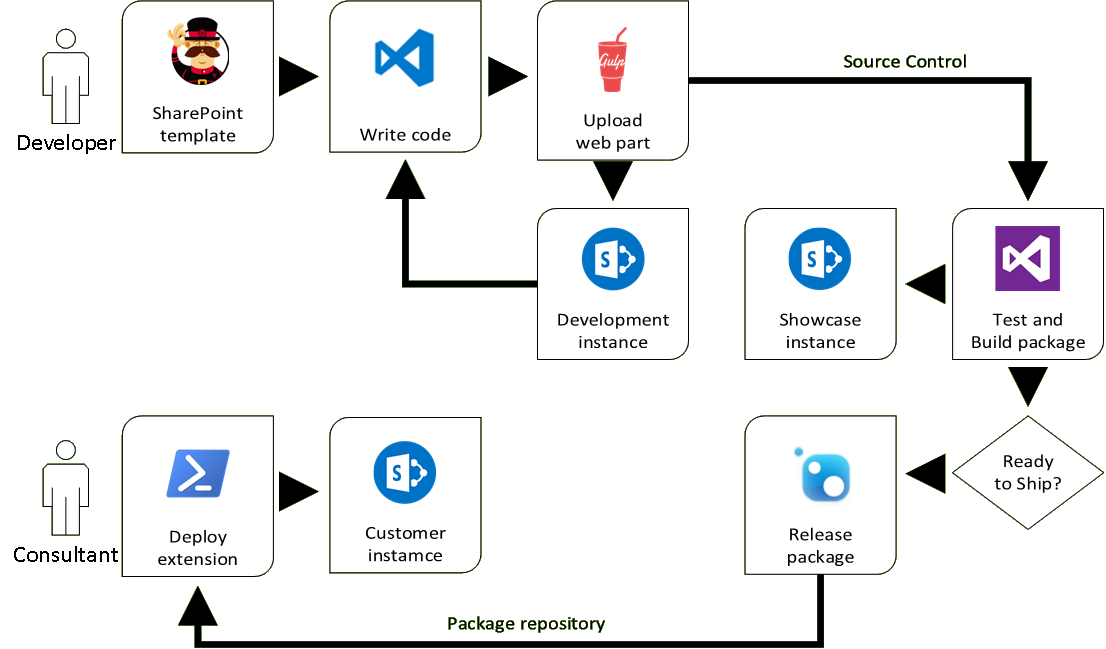 Source Control
Developer
SharePoint
template
Write code
Gulp
Upload
web part
Development
instance
Showcase
instance
Test and
Build package
Ready
to Ship?
Release
package
Consultant
Deploy
extension
Customer
instamce
Package repository